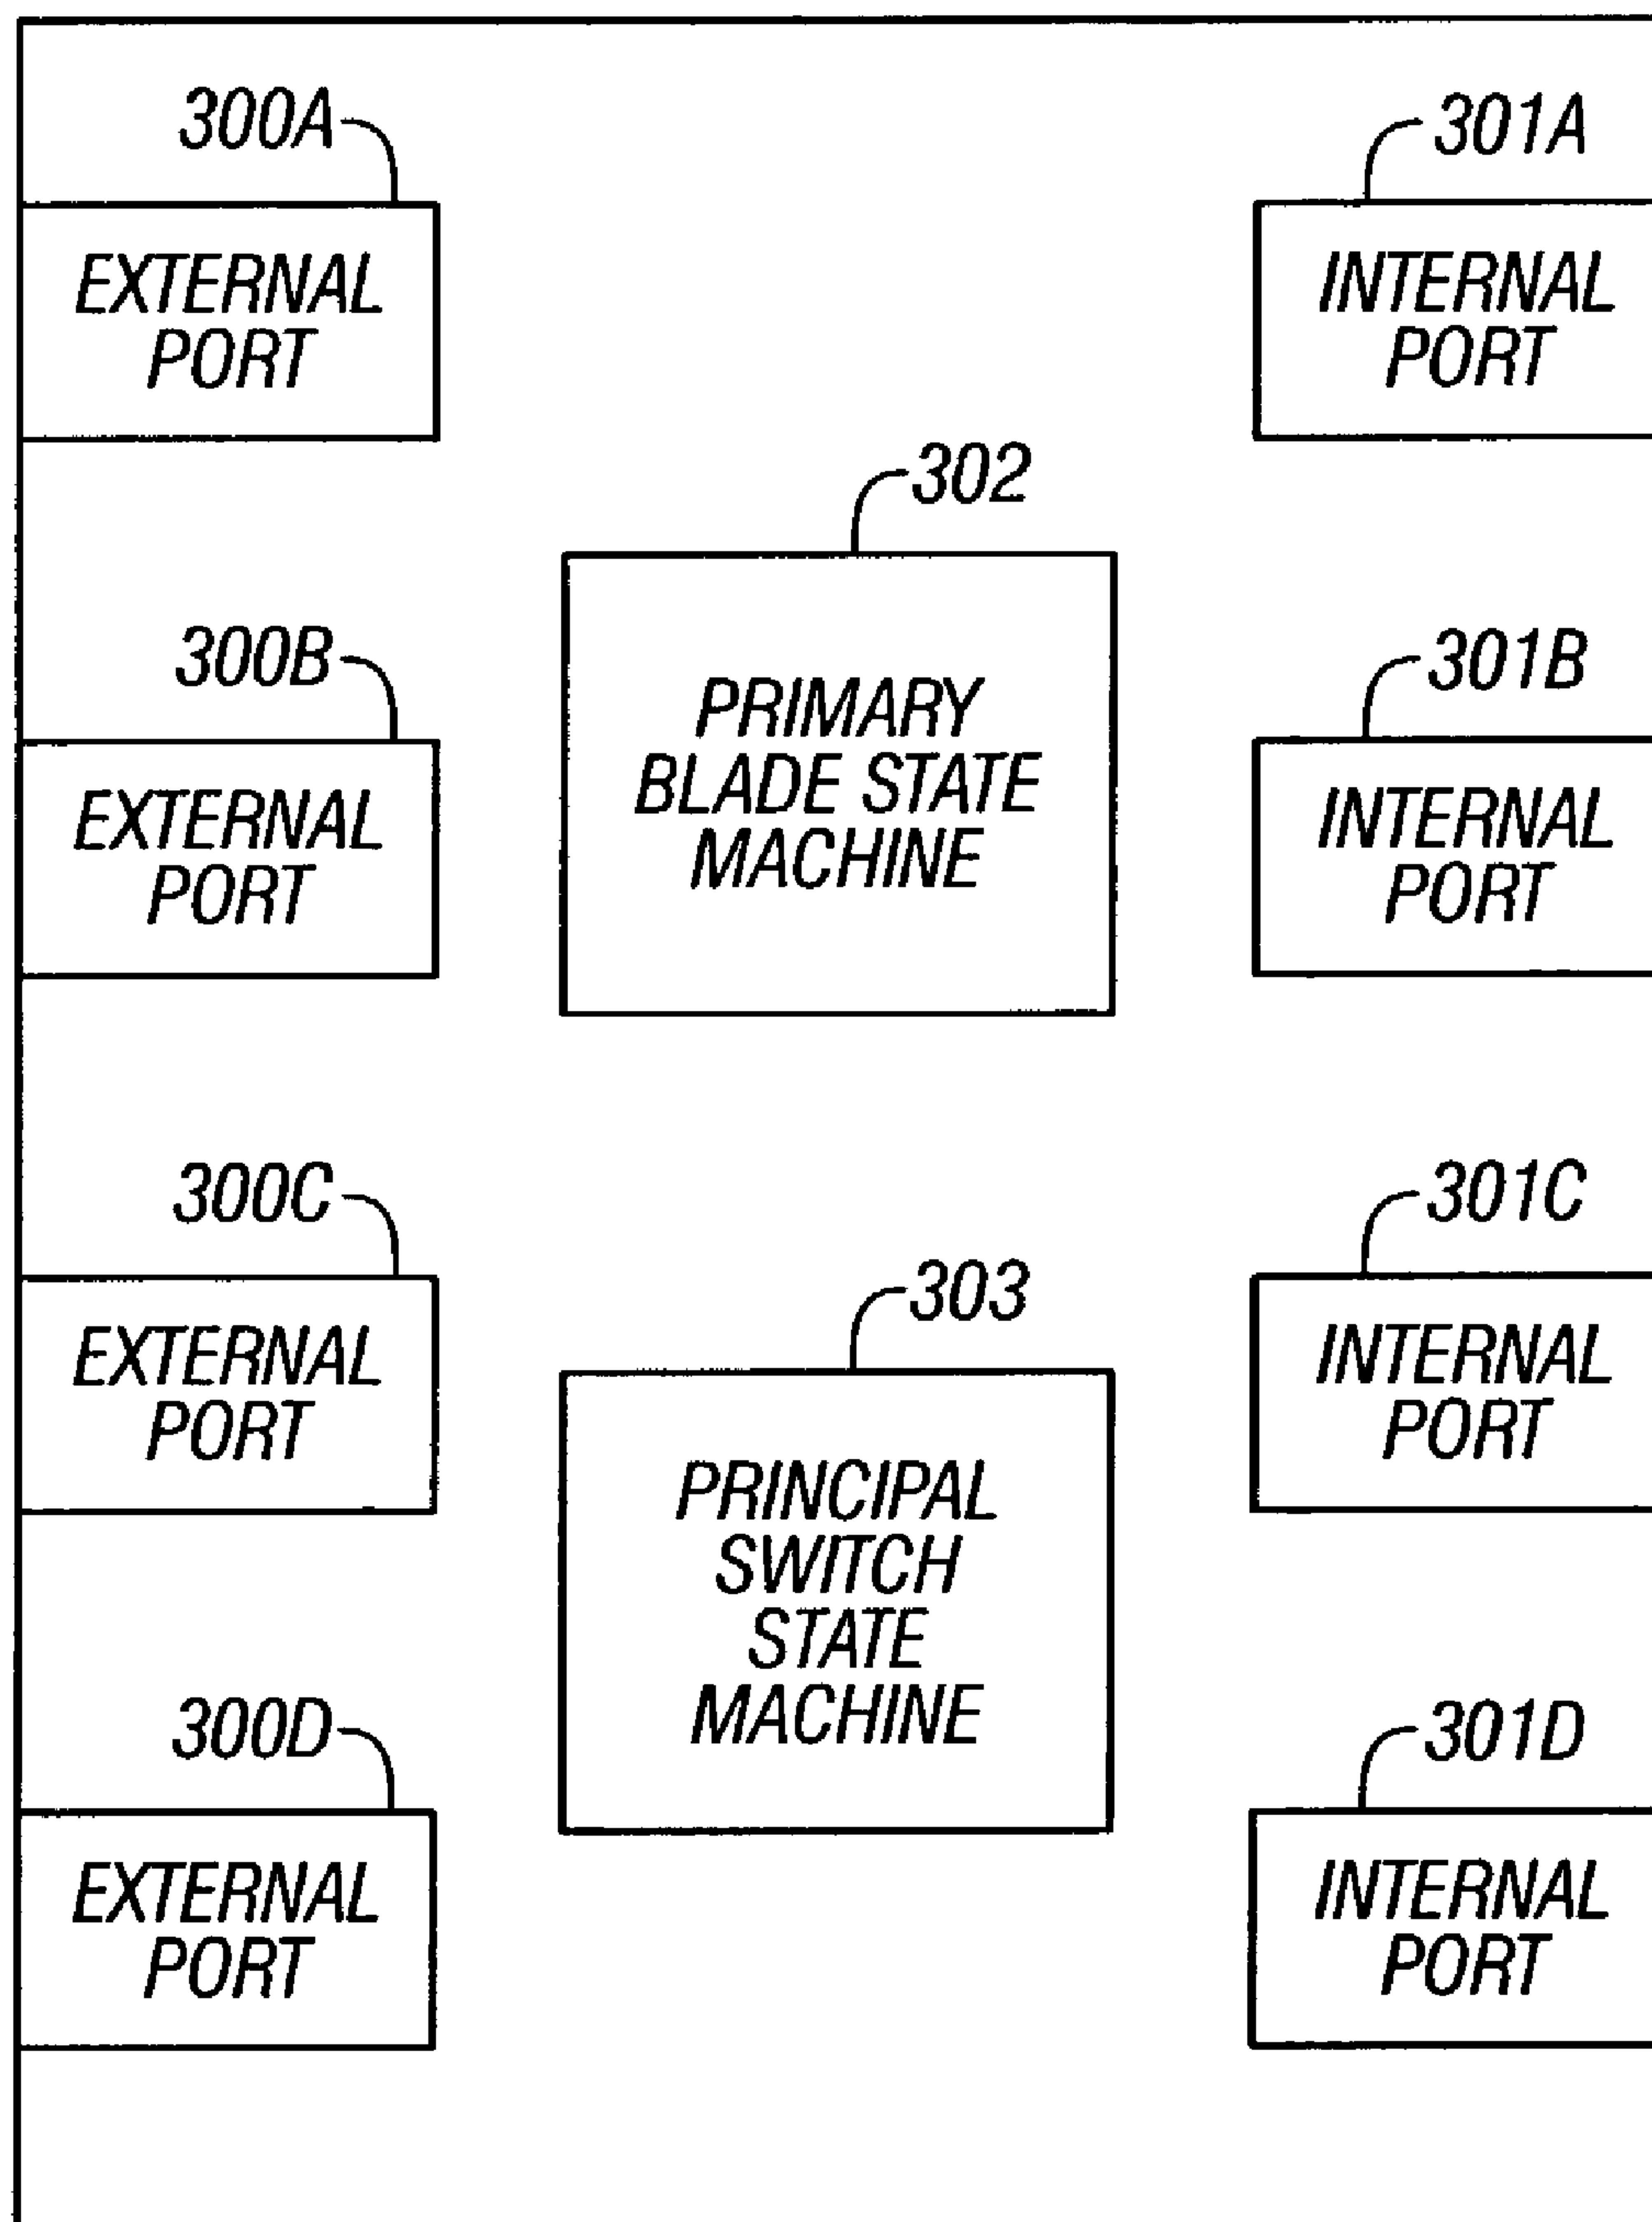 300A
301A
EXTERNAL
PORT
INTERNAL
PORT
302
300B
301B
PRIMARY
BLADE STATE
MACHINE
EXTERNAL
PORT
INTERNAL
PORT
300C
301C
303
EXTERNAL
PORT
INTERNAL
PORT
PRINCIPAL
SWITCH
STATE
MACHINE
300D
301D
EXTERNAL
PORT
INTERNAL
PORT